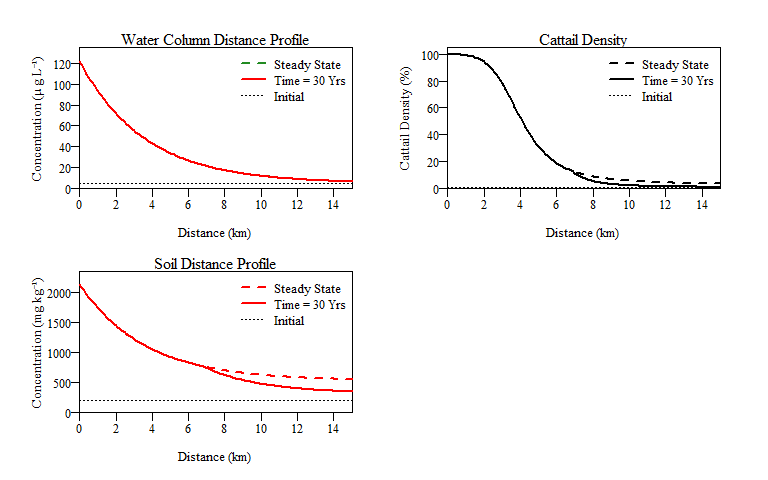 Water Column Distance Profile
Concentration (µ g L⁻¹)
120
100
80
60
40
20
0
Steady State
Time = 30 Yrs
Initial
0 2 4 6 8 10 12 14
Distance (km)
Cattail Density
Cattail Density (%)
100
80
60
40
20
0
Steady State
Time = 30 Yrs
Initial
0 2 4 6 8 10 12 14
Distance (km)
Soil Distance Profile
Concentration (mg kg⁻¹)
2000
1500
1000
500
0
Steady State
Time = 30 Yrs
Initial
0 2 4 6 8 10 12 14
Distance (km)